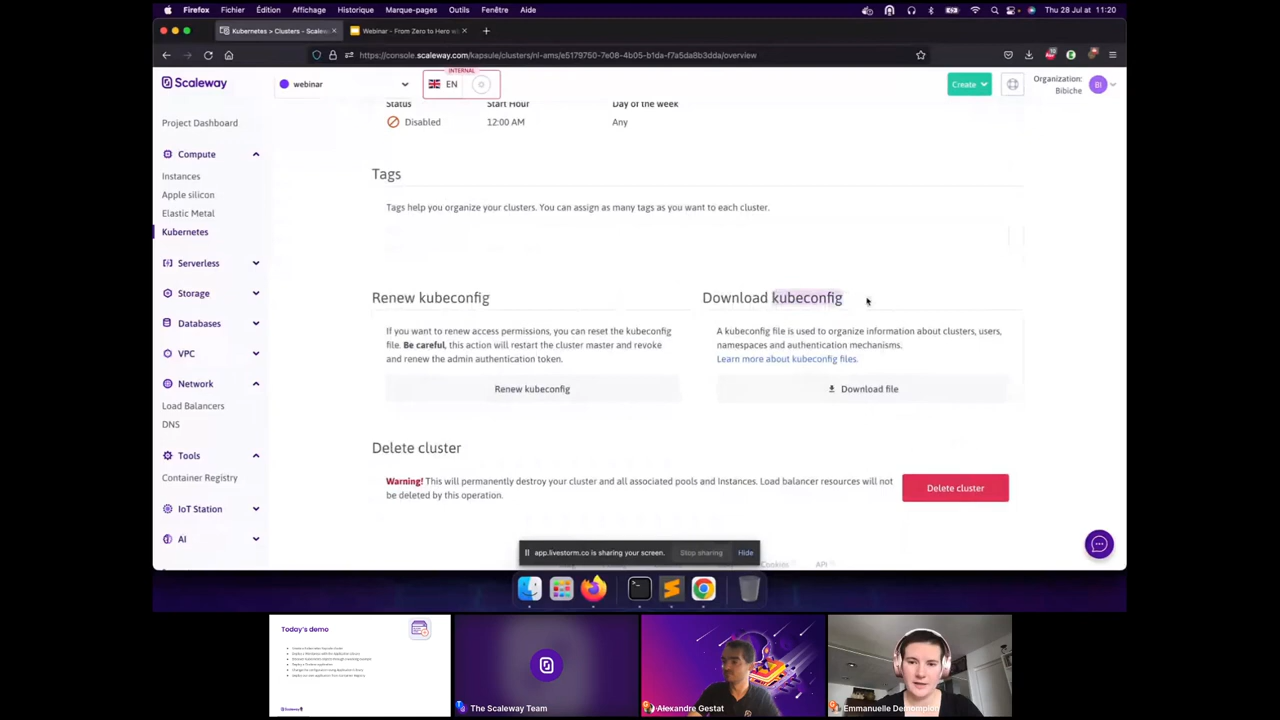 Firefox Fichier Édition Affichage Historique Marque-pages Outils Fenêtre Aide Thu 28 Jul at 11:20
Kubernetes > Clusters - Scalew Webinar - From Zero to Hero w
https://console.scaleway.com/kapsule/clusters/nl-ams/e5179750-7e08-4b05-b1da-f7a5da8b3dda/overview
Scaleway
webinar
INTERNAL
EN
Create
Organization:
Bibiche
BI
Status Start Hour Day of the week
Disabled 12:00 AM Any
Project Dashboard
Compute
Instances
Apple silicon
Elastic Metal
Kubernetes
Serverless
Storage
Databases
VPC
Network
Load Balancers
DNS
Tools
Container Registry
IoT Station
AI
Tags
Tags help you organize your clusters. You can assign as many tags as you want to each cluster.
Renew kubeconfig
If you want to renew access permissions, you can reset the kubeconfig
file. Be careful, this action will restart the cluster master and revoke
and renew the admin authentication token.
Renew kubeconfig
Download kubeconfig
A kubeconfig file is used to organize information about clusters, users,
namespaces and authentication mechanisms.
Learn more about kubeconfig files.
Download file
Delete cluster
Warning! This will permanently destroy your cluster and all associated pools and Instances. Load balancer resources will not
be deleted by this operation.
Delete cluster
app.livestorm.co is sharing your screen. Stop sharing Hide
Cookies API
Today's demo
Scaleway
The Scaleway Team
Alexandre Gestat
Emmanuelle